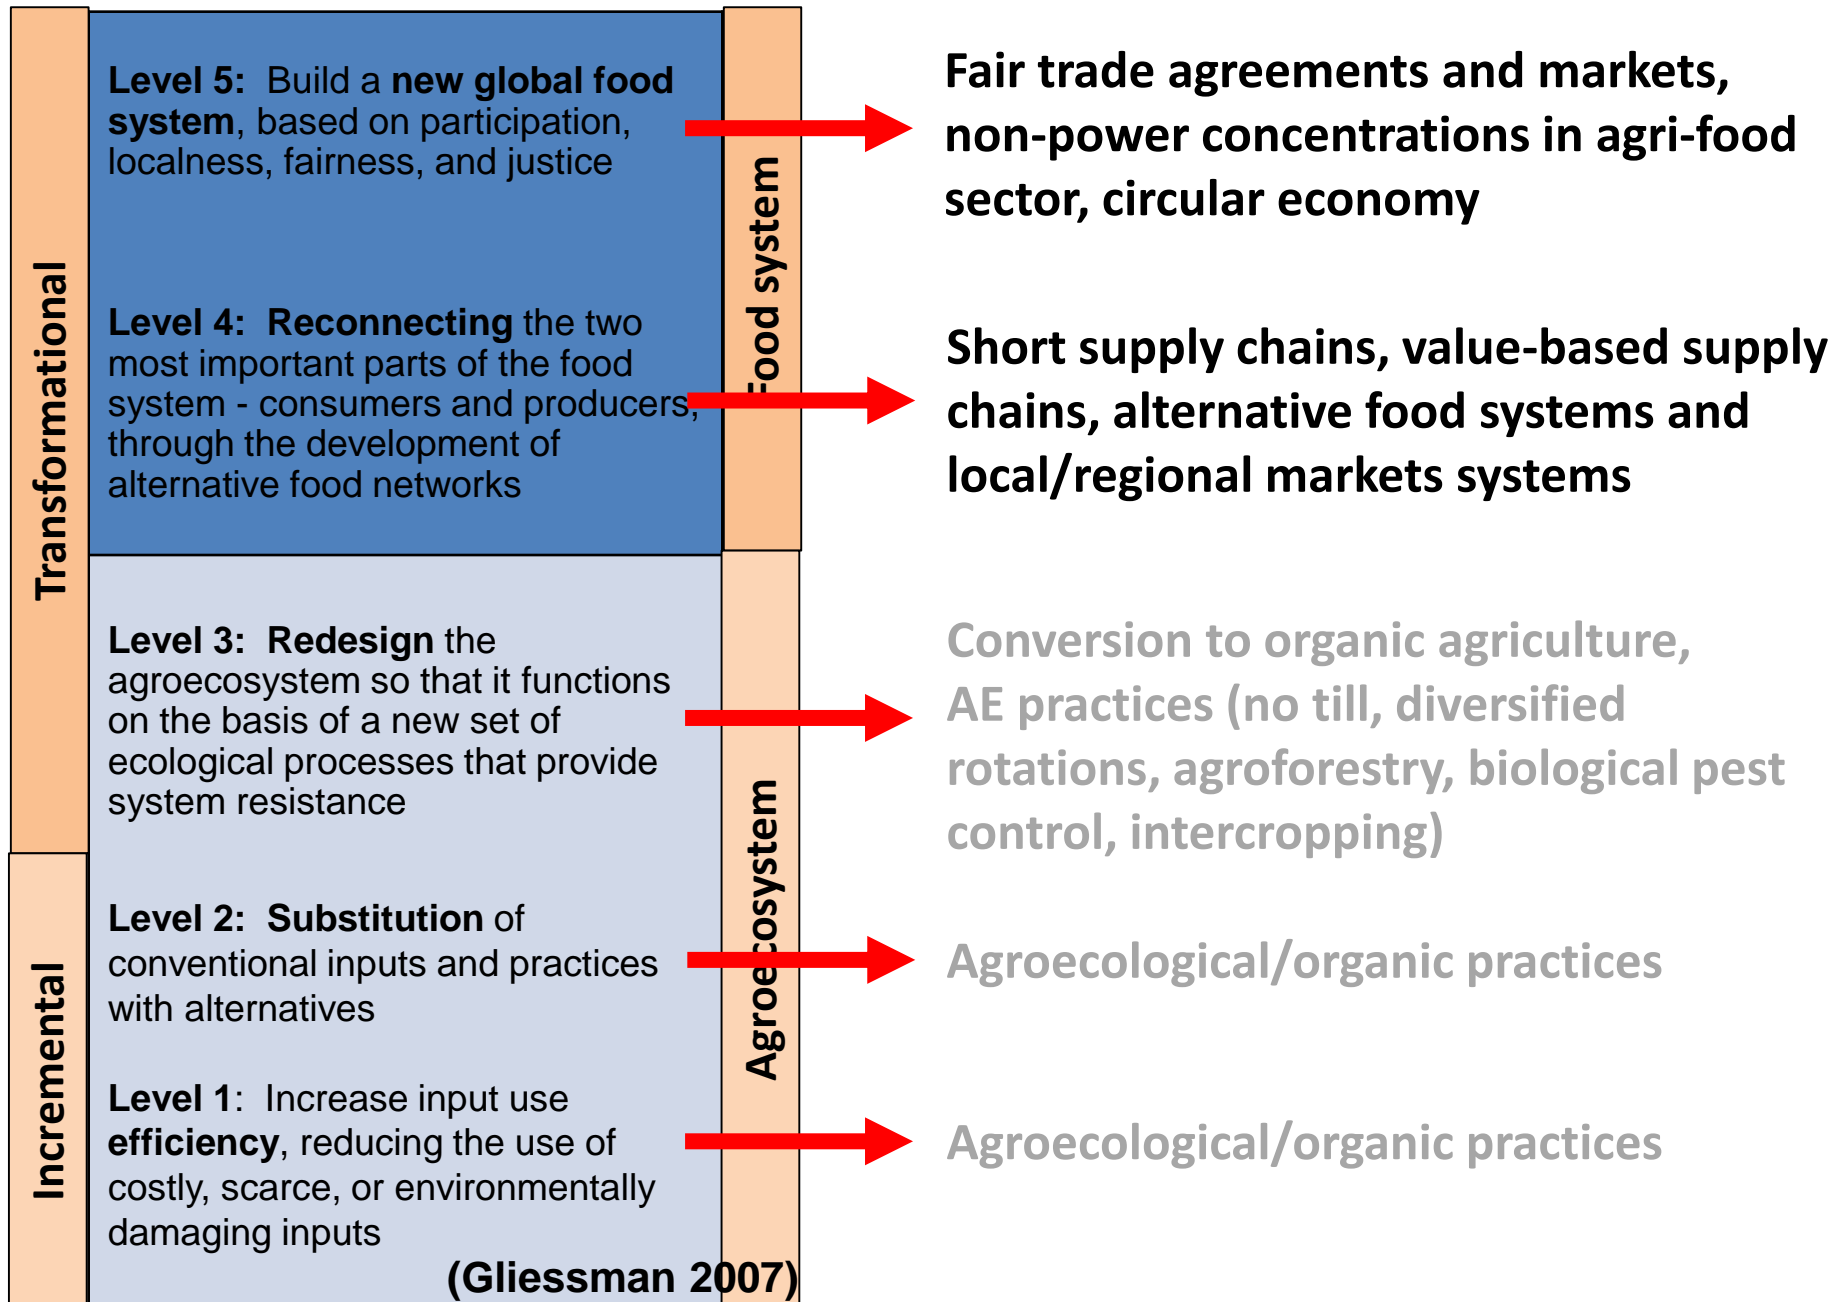 Transformational
Incremental
Level 5:  Build a new global food
system, based on participation,
localness, fairness, and justice
Level 4:  Reconnecting the two
most important parts of the food
system - consumers and producers,
through the development of
alternative food networks
Level 3:  Redesign the
agroecosystem so that it functions
on the basis of a new set of
ecological processes that provide
system resistance
Level 2:  Substitution of
conventional inputs and practices
with alternatives
Level 1:  Increase input use
efficiency, reducing the use of
costly, scarce, or environmentally
damaging inputs
(Gliessman 2007)
Food system
Agroecosystem
Fair trade agreements and markets,
non-power concentrations in agri-food
sector, circular economy
Short supply chains, value-based supply
chains, alternative food systems and
local/regional markets systems
Conversion to organic agriculture,
AE practices (no till, diversified
rotations, agroforestry, biological pest
control, intercropping)
Agroecological/organic practices
Agroecological/organic practices